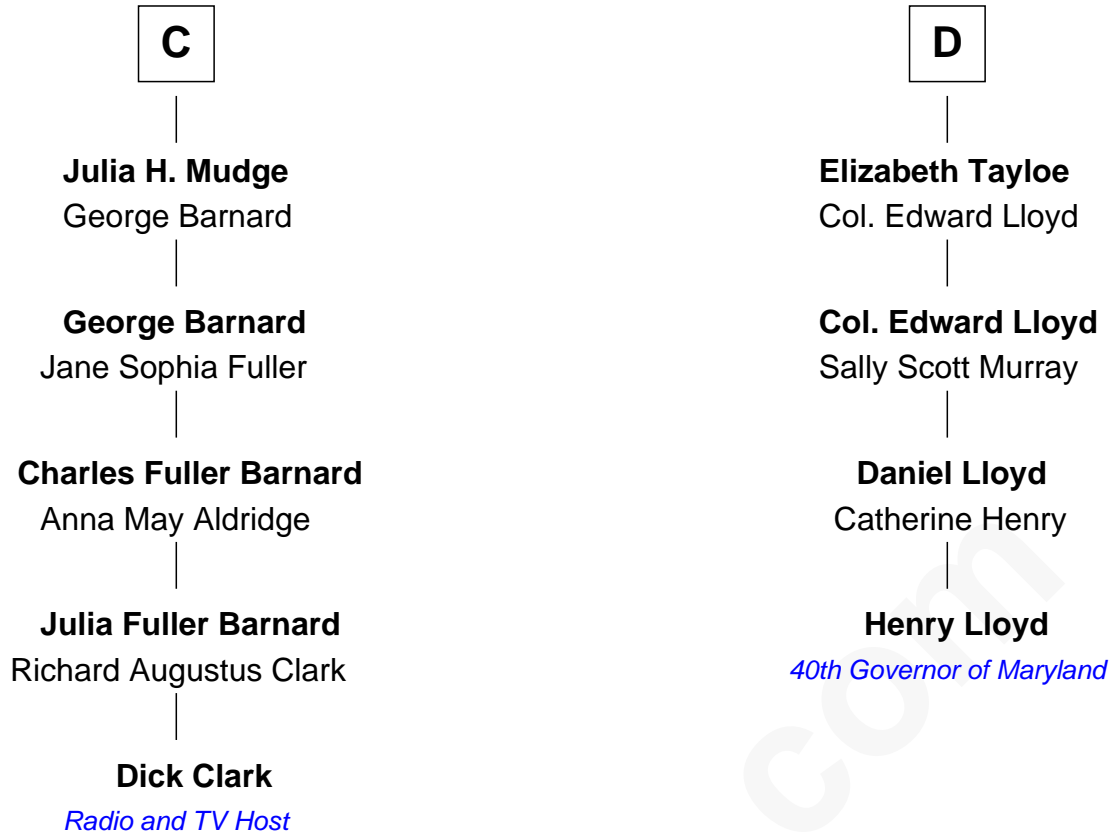 C
Julia H. Mudge
George Barnard
George Barnard
Jane Sophia Fuller
Charles Fuller Barnard
Anna May Aldridge
Julia Fuller Barnard
Richard Augustus Clark
Dick Clark
Radio and TV Host
D
Elizabeth Tayloe
Col. Edward Lloyd
Col. Edward Lloyd
Sally Scott Murray
Daniel Lloyd
Catherine Henry
Henry Lloyd
40th Governor of Maryland
com